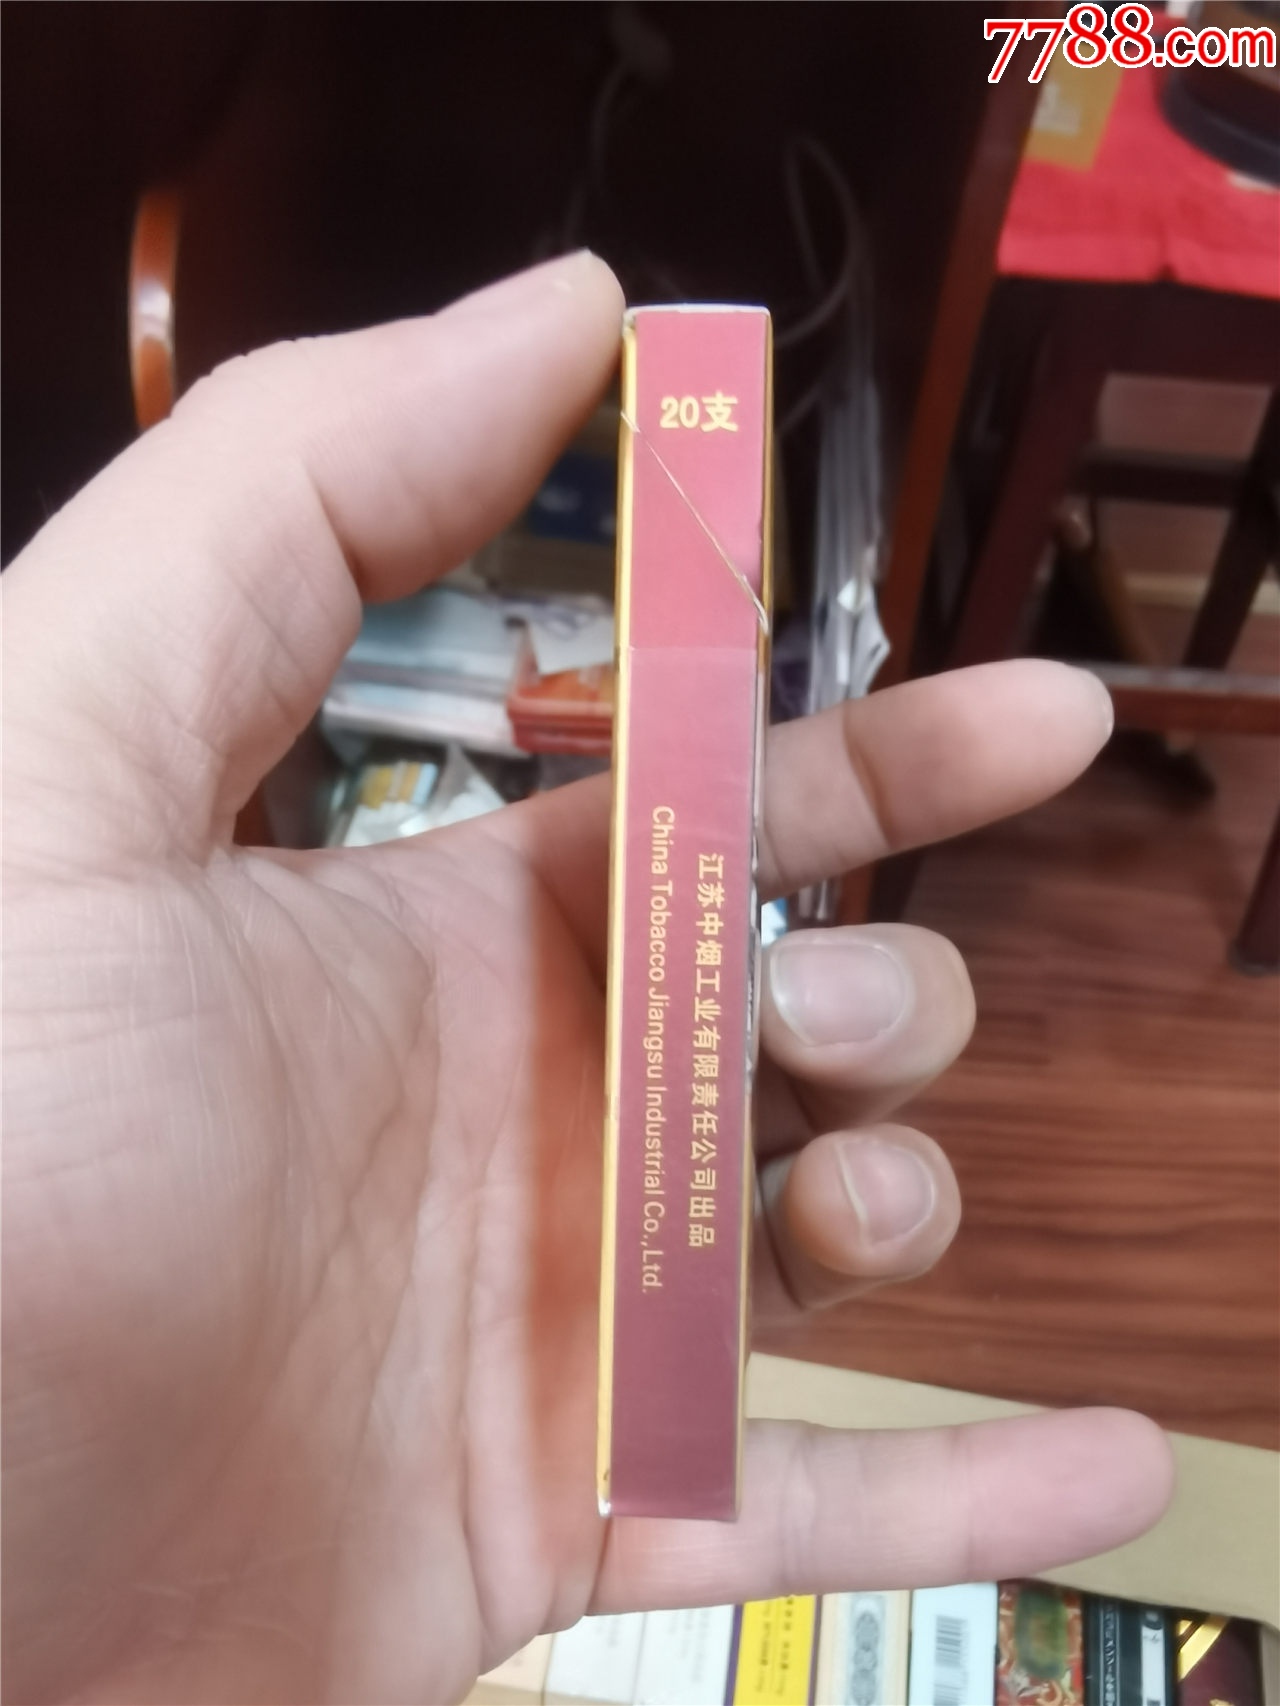 7788.com
20支
江苏中烟工业有限责任公司出品
China Tobacco Jiangsu Industrial Co.,Ltd.